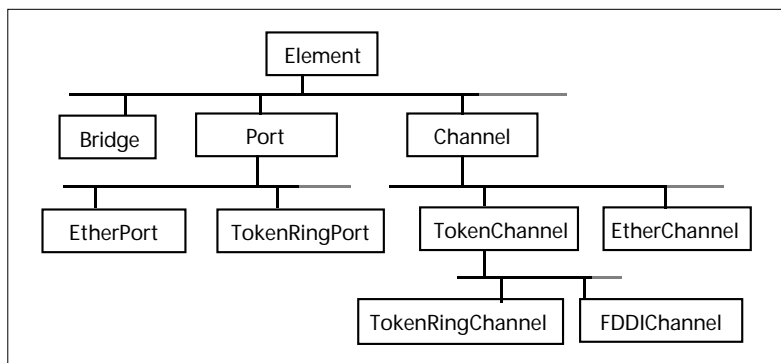 Element
Bridge
Port
Channel
EtherPort
TokenRingPort
TokenChannel
EtherChannel
TokenRingChannel
FDDIChannel